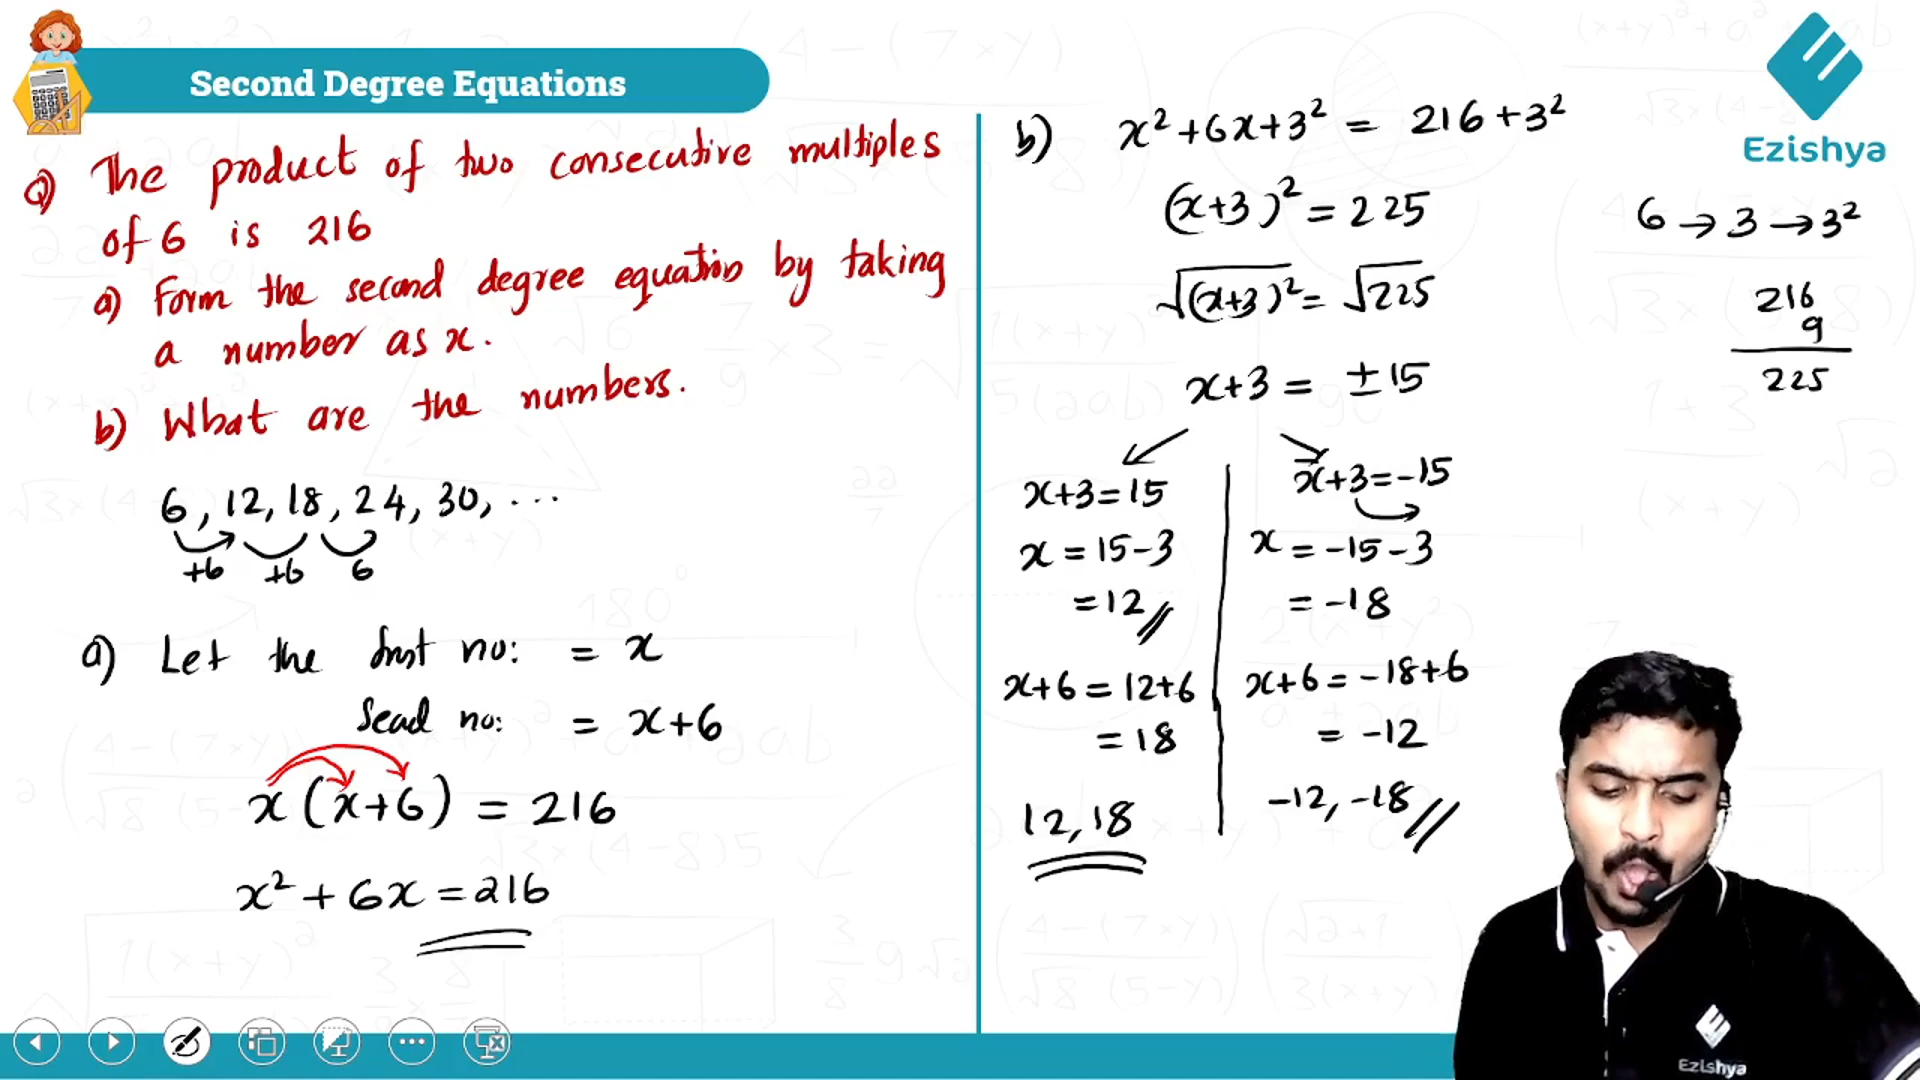 Second Degree Equations
Q) The product of two consecutive multiples
of 6 is 216
a) Form the second degree equation by taking
a number as x.
b) What are the numbers.
6, 12, 18, 24, 30, ...
+6 +6 6
a) Let the first no: = x
no: = x+6
x(x+6) = 216
x² + 6x = 216
b) x² + 6x + 3² = 216 + 3²
(x+3)² = 225
√(x+3)² = √225
x+3 = ±15
x+3 = 15
x = 15-3
= 12
x+6 = 12+6
= 18
12, 18
x+3 = -15
x = -15-3
= -18
x+6 = -18+6
= -12
-12, -18
Ezishya
6 → 3 → 3²
216
9
225
Ezishya